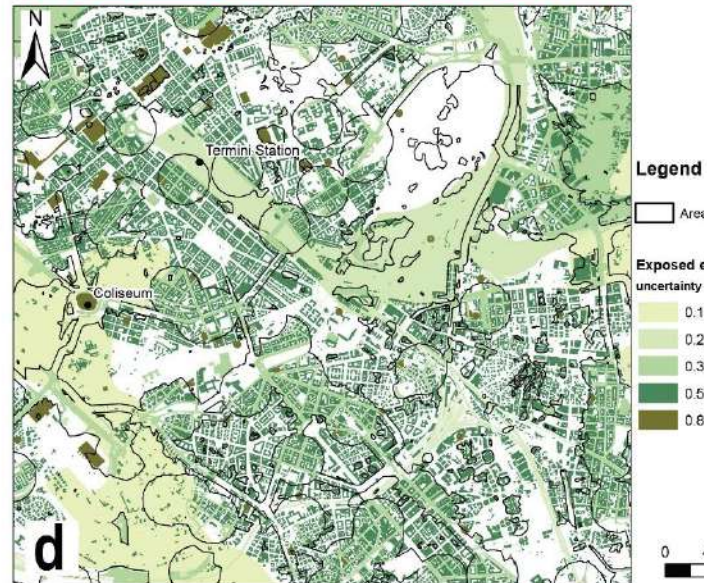 N
Termini Station
Coliseum
d
Legend
Area
Exposed e
uncertainty
0.1
0.2
0.3
0.5
0.8
0